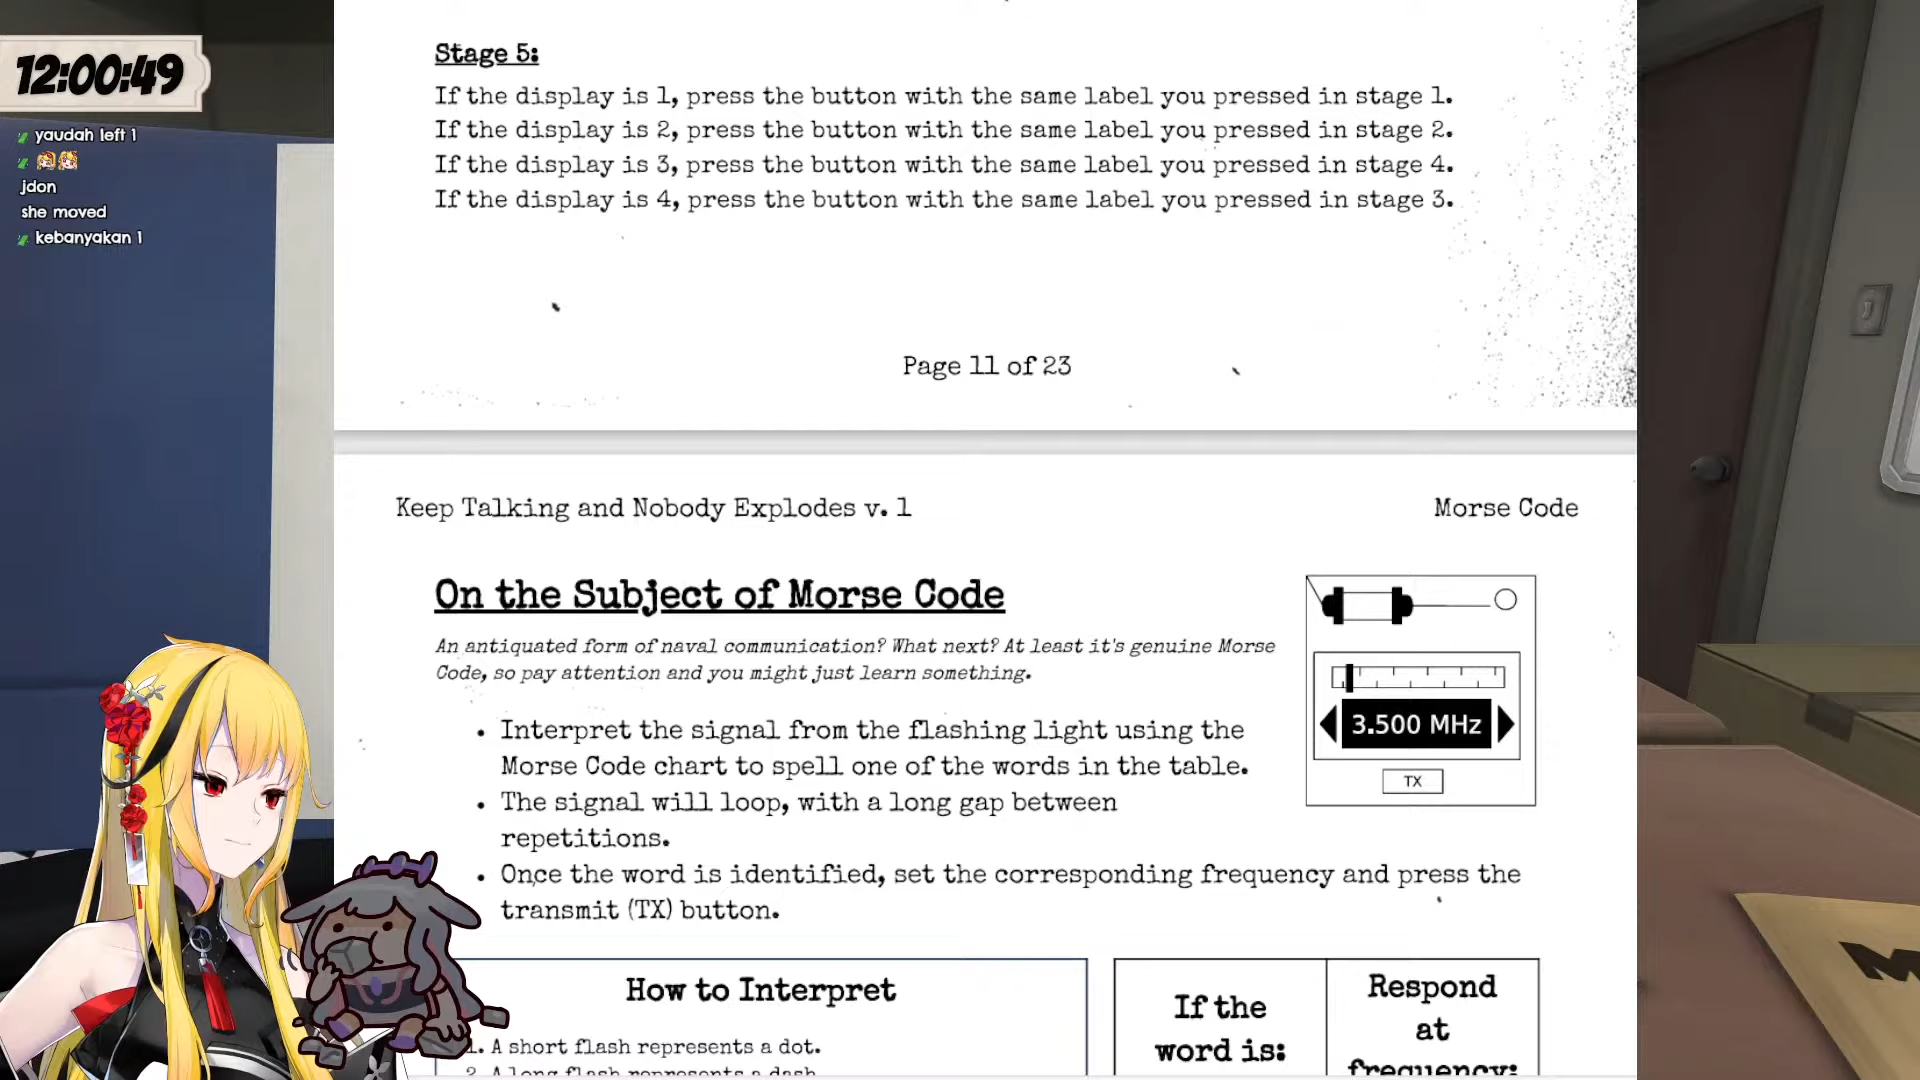 12:00:49
yaudah left 1
jdon
she moved
kebanyakan 1
Stage 5:
If the display is 1, press the button with the same label you pressed in stage 1.
If the display is 2, press the button with the same label you pressed in stage 2.
If the display is 3, press the button with the same label you pressed in stage 4.
If the display is 4, press the button with the same label you pressed in stage 3.
Page 11 of 23
Keep Talking and Nobody Explodes v. 1
Morse Code
On the Subject of Morse Code
An antiquated form of naval communication? What next? At least it's genuine Morse
Code, so pay attention and you might just learn something.
• Interpret the signal from the flashing light using the
Morse Code chart to spell one of the words in the table.
• The signal will loop, with a long gap between
repetitions.
• Once the word is identified, set the corresponding frequency and press the
transmit (TX) button.
3.500 MHz
TX
How to Interpret
1. A short flash represents a dot.
2. A long flash represents a dash.
If the
word is:
Respond
at
frequency:
M